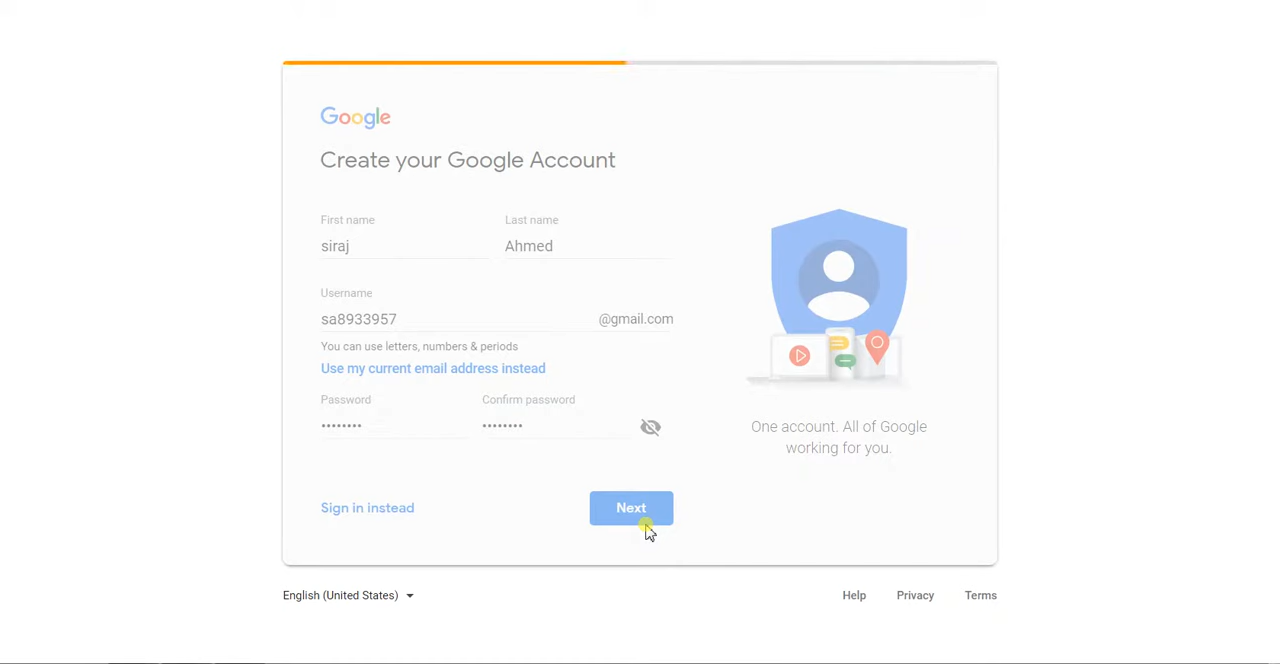 Google
Create your Google Account
First name Last name
siraj Ahmed
Username
sa8933957 @gmail.com
You can use letters, numbers & periods
Use my current email address instead
Password Confirm password
•••••••• ••••••••
Sign in instead Next
One account. All of Google
working for you.
English (United States) Help Privacy Terms